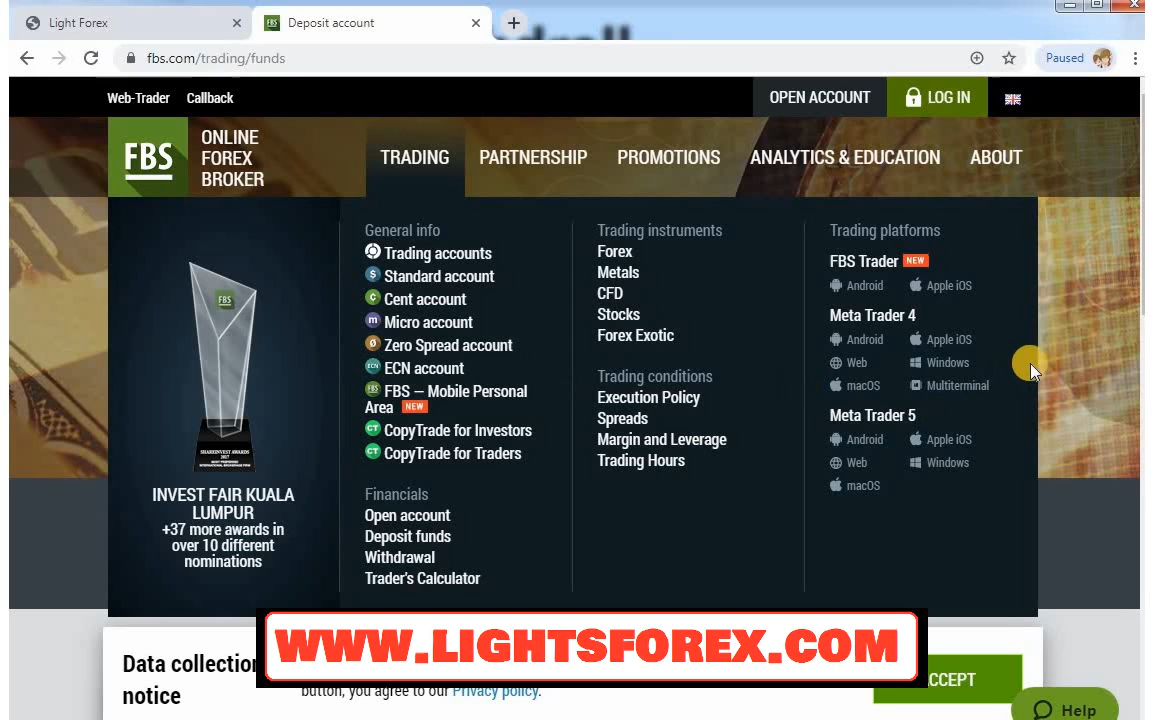 Light Forex
FBS Deposit account
fbs.com/trading/funds
Paused
Web-Trader Callback
OPEN ACCOUNT
LOG IN
FBS
ONLINE
FOREX
BROKER
TRADING PARTNERSHIP PROMOTIONS ANALYTICS & EDUCATION ABOUT
FBS
SHAREINVEST AWARDS
2017
INVEST FAIR KUALA
LUMPUR
+37 more awards in
over 10 different
nominations
General info
Trading accounts
Standard account
Cent account
Micro account
Zero Spread account
ECN account
FBS — Mobile Personal
Area NEW
CopyTrade for Investors
CopyTrade for Traders
Financials
Open account
Deposit funds
Withdrawal
Trader's Calculator
Trading instruments
Forex
Metals
CFD
Stocks
Forex Exotic
Trading conditions
Execution Policy
Spreads
Margin and Leverage
Trading Hours
Trading platforms
FBS Trader NEW
Android Apple iOS
Meta Trader 4
Android Apple iOS
Web Windows
macOS Multiterminal
Meta Trader 5
Android Apple iOS
Web Windows
macOS
WWW.LIGHTSFOREX.COM
Data collection
notice
button, you agree to our Privacy policy.
CCEPT
Help